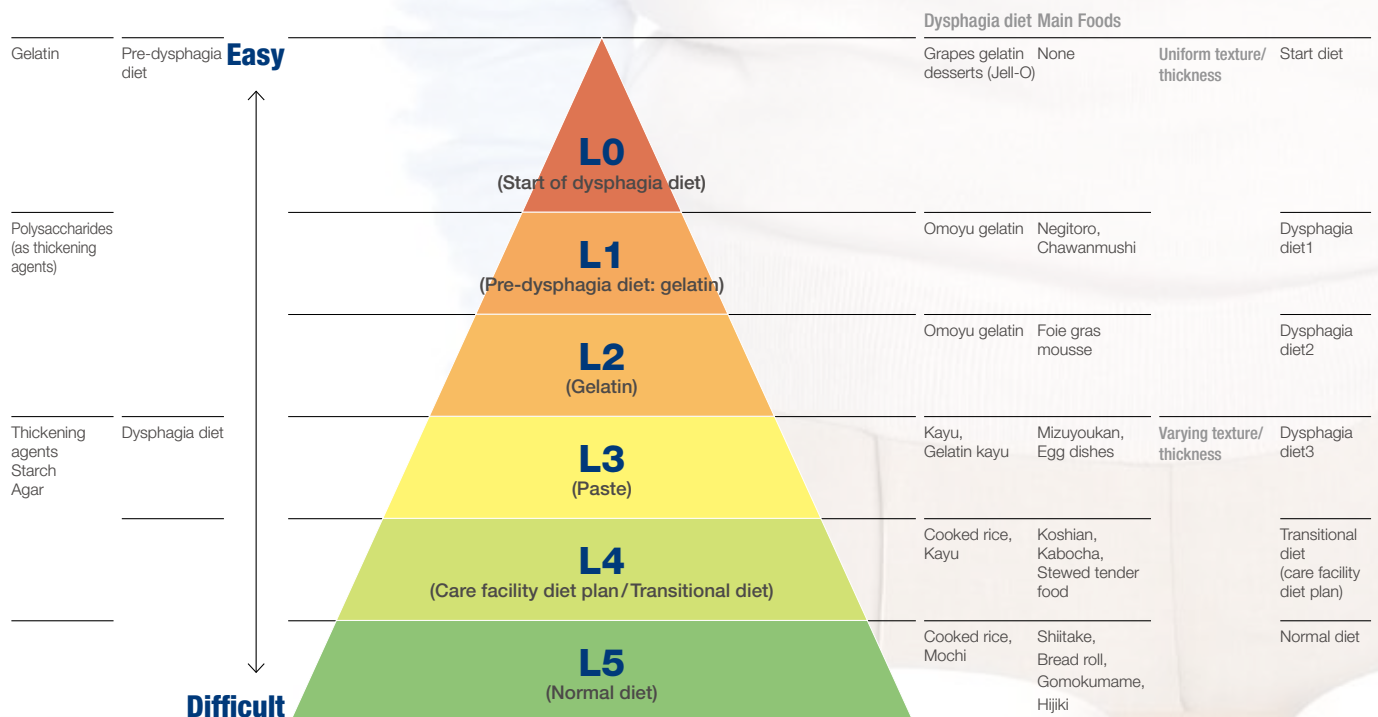 Dysphagia diet Main Foods
Gelatin
Pre-dysphagia
diet
Easy
Grapes gelatin
desserts (Jell-O)
None
Uniform texture/
thickness
Start diet
L0
(Start of dysphagia diet)
Polysaccharides
(as thickening
agents)
L1
(Pre-dysphagia diet: gelatin)
Omoyu gelatin
Negitoro,
Chawanmushi
Dysphagia
diet1
L2
(Gelatin)
Omoyu gelatin
Foie gras
mousse
Dysphagia
diet2
Thickening
agents
Starch
Agar
Dysphagia diet
L3
(Paste)
Kayu,
Gelatin kayu
Mizuyoukan,
Egg dishes
Varying texture/
thickness
Dysphagia
diet3
L4
(Care facility diet plan/Transitional diet)
Cooked rice,
Kayu
Koshian,
Kabocha,
Stewed tender
food
Transitional
diet
(care facility
diet plan)
L5
(Normal diet)
Cooked rice,
Mochi
Shiitake,
Bread roll,
Gomokumame,
Hijiki
Normal diet
Difficult